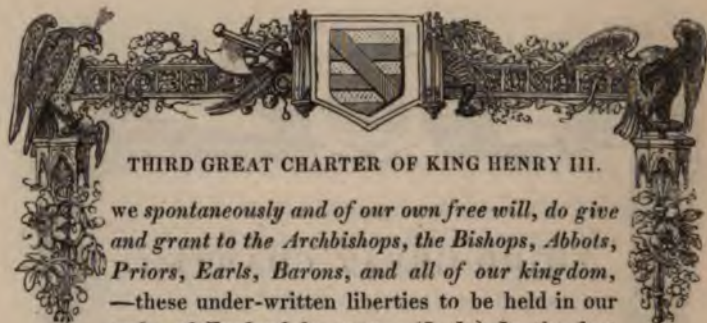 THIRD GREAT CHARTER OF KING HENRY III.
we spontaneously and of our own free will, do give
and grant to the Archbishops, the Bishops, Abbots,
Priors, Earls, Barons, and all of our kingdom,
—these under-written liberties to be held in our